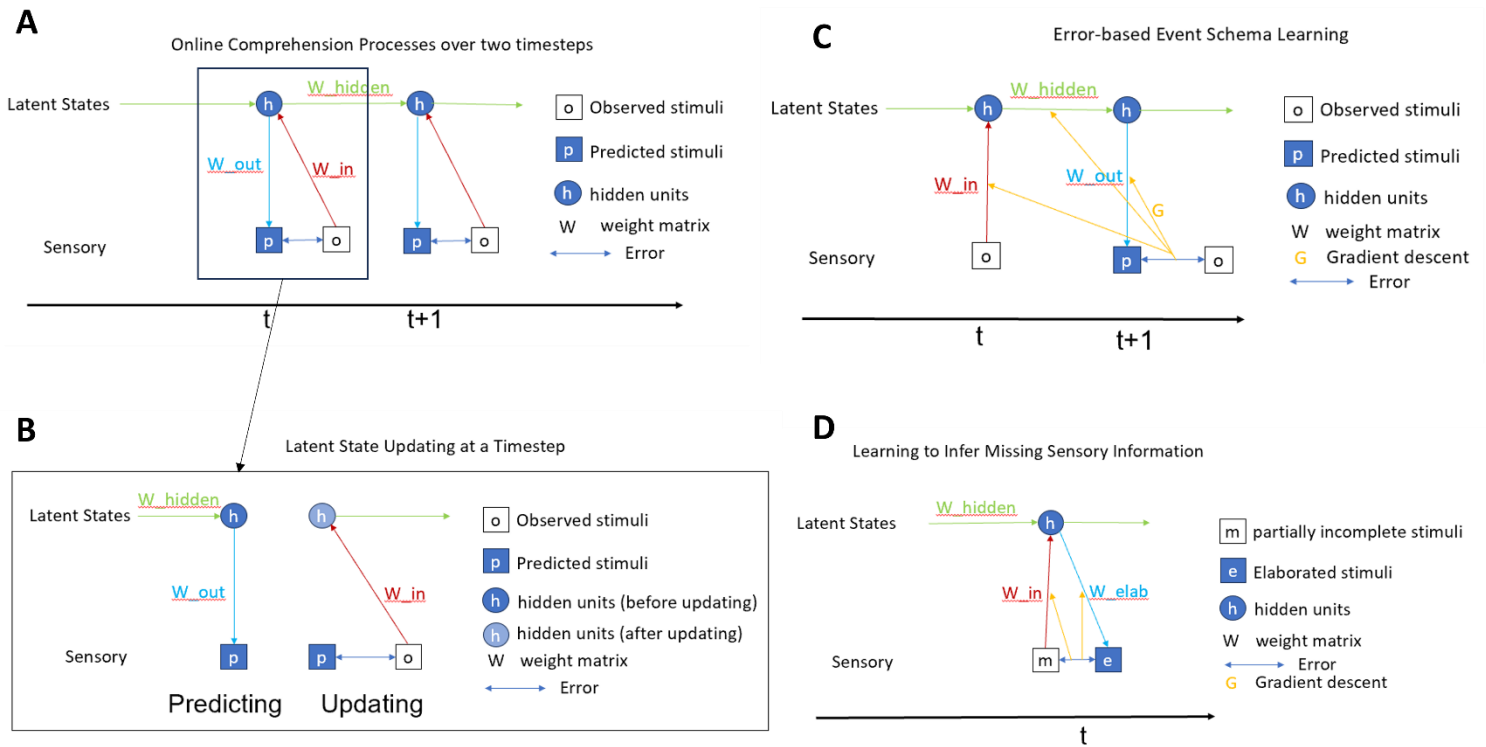 A
Online Comprehension Processes over two timesteps
Latent States
h
W_hidden
h
o
Observed stimuli
W_out
W_in
p
Predicted stimuli
h
hidden units
W
weight matrix
Sensory
p
o
p
o
Error
t
t+1
B
Latent State Updating at a Timestep
W_hidden
Latent States
h
h
o
Observed stimuli
p
Predicted stimuli
W_out
W_in
h
hidden units (before updating)
h
hidden units (after updating)
Sensory
p
p
o
W
weight matrix
Error
Predicting
Updating
C
Error-based Event Schema Learning
Latent States
h
W_hidden
h
o
Observed stimuli
p
Predicted stimuli
W_in
W_out
h
hidden units
G
W
weight matrix
Sensory
o
p
o
G
Gradient descent
Error
t
t+1
D
Learning to Infer Missing Sensory Information
W_hidden
Latent States
h
m
partially incomplete stimuli
e
Elaborated stimuli
W_in
W_elab
h
hidden units
W
weight matrix
Sensory
m
e
Error
G
Gradient descent
t